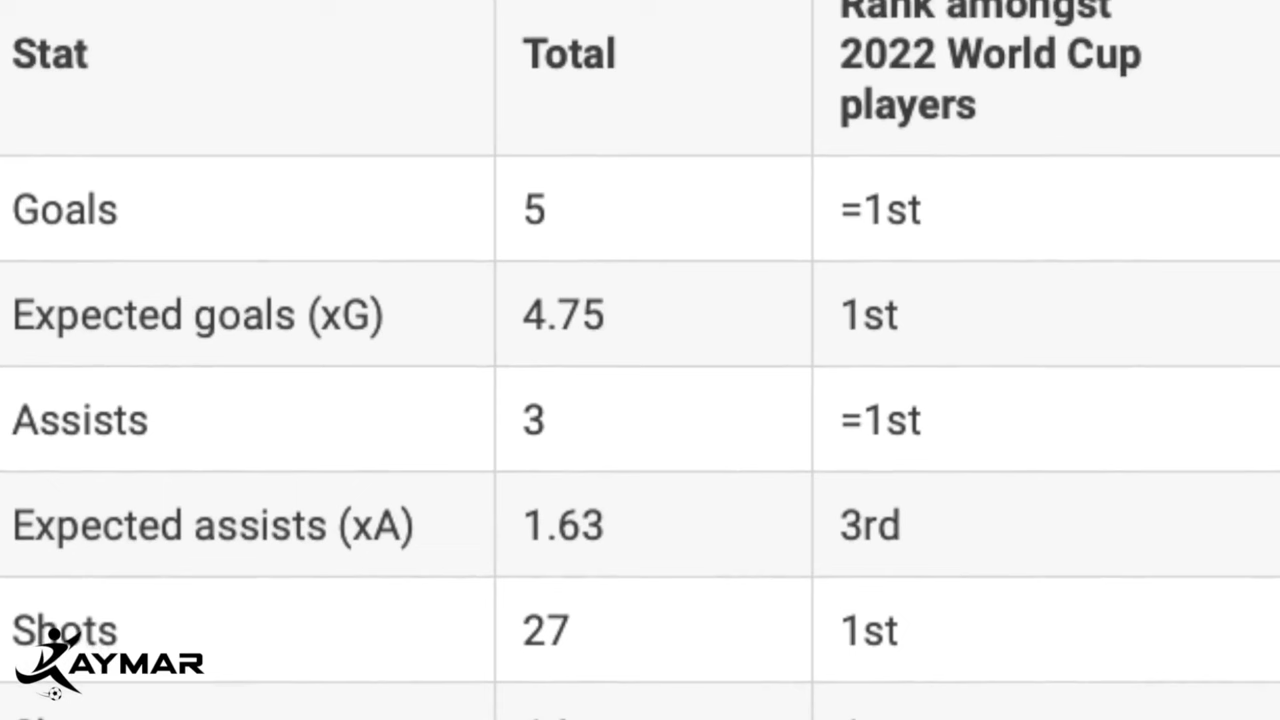 Stat Total Rank amongst
2022 World Cup
players
Goals 5 =1st
Expected goals (xG) 4.75 1st
Assists 3 =1st
Expected assists (xA) 1.63 3rd
Shots 27 1st
KAYMAR